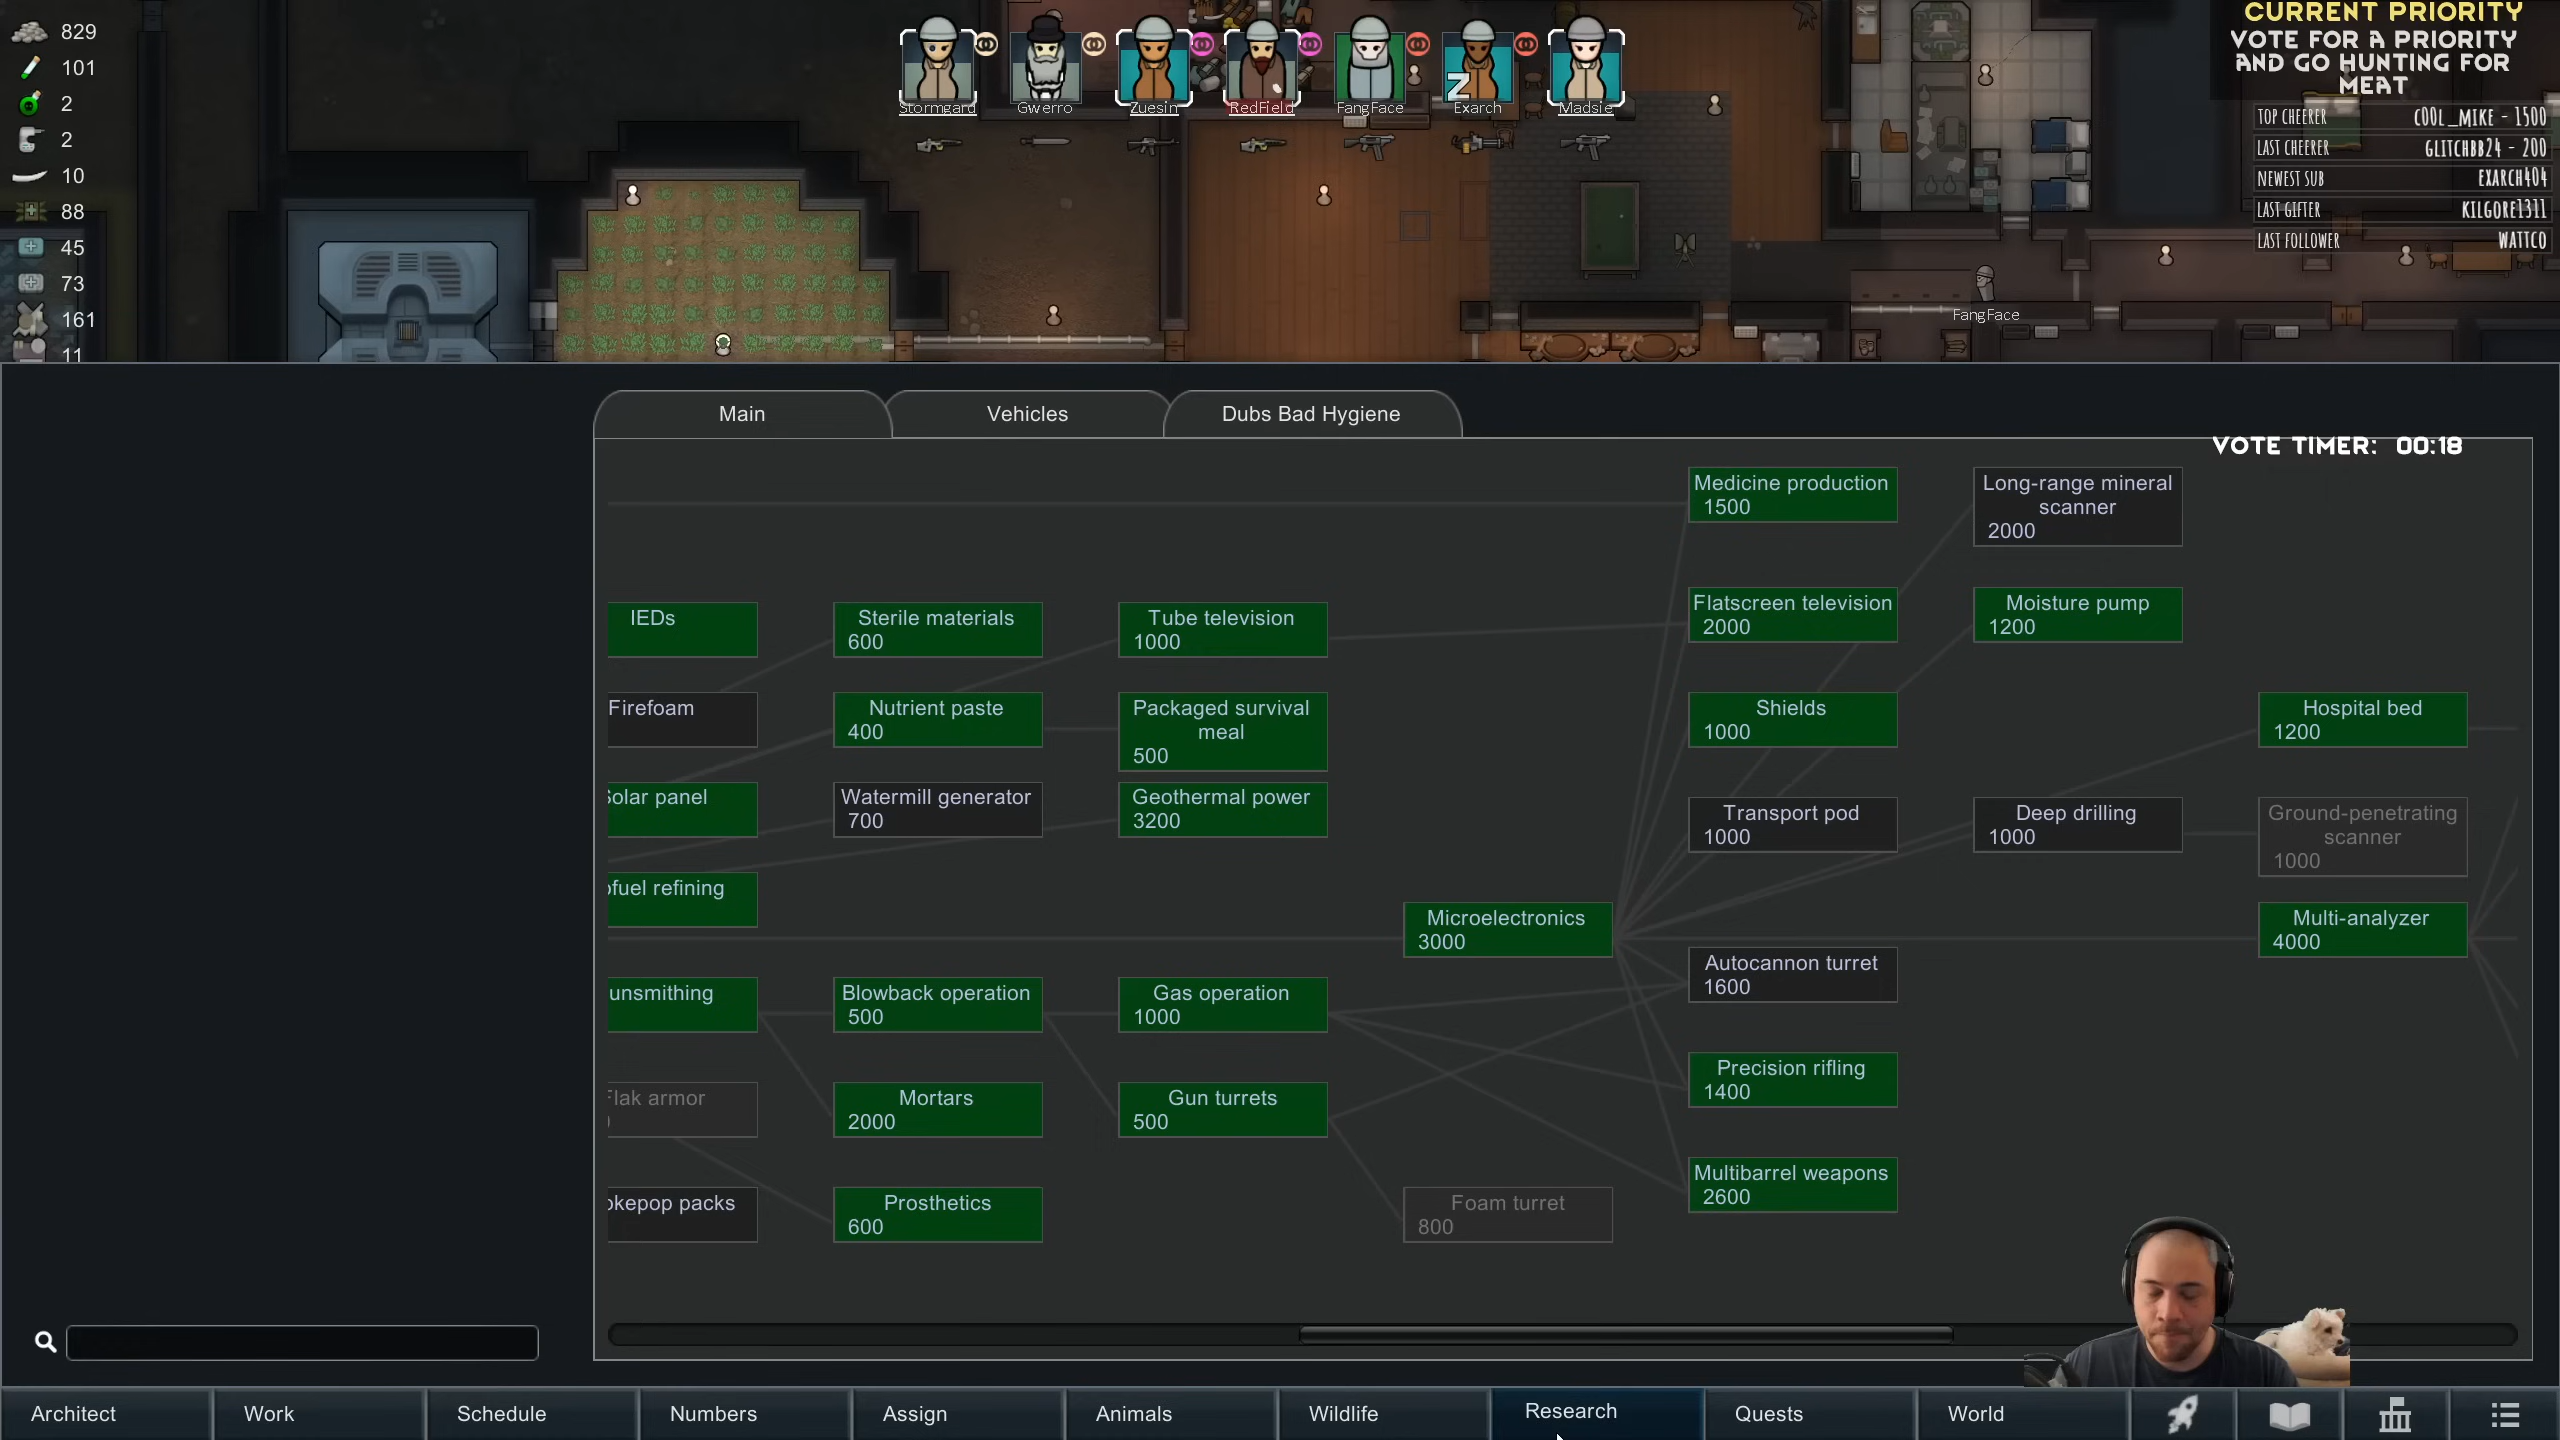 829
101
2
2
10
88
45
73
161
11
Stormgard
Gwerro
Zuesin
RedField
FangFace
Exarch
Madsie
Z
CURRENT PRIORITY
VOTE FOR A PRIORITY
AND GO HUNTING FOR
MEAT
TOP CHEERER C00L_MIKE - 1500
LAST CHEERER GLITCHBB24 - 200
NEWEST SUB EXARCH404
LAST GIFTER KILGORE1311
LAST FOLLOWER WATTCO
FangFace
Main
Vehicles
Dubs Bad Hygiene
VOTE TIMER: 00:18
Medicine production
1500
Long-range mineral
scanner
2000
IEDs
Sterile materials
600
Tube television
1000
Flatscreen television
2000
Moisture pump
1200
Firefoam
Nutrient paste
400
Packaged survival
meal
500
Shields
1000
Hospital bed
1200
Solar panel
Watermill generator
700
Geothermal power
3200
Transport pod
1000
Deep drilling
1000
Ground-penetrating
scanner
1000
ofuel refining
Microelectronics
3000
Multi-analyzer
4000
unsmithing
Blowback operation
500
Gas operation
1000
Autocannon turret
1600
Flak armor
Mortars
2000
Gun turrets
500
Precision rifling
1400
okepop packs
Prosthetics
600
Foam turret
800
Multibarrel weapons
2600
Architect
Work
Schedule
Numbers
Assign
Animals
Wildlife
Research
Quests
World